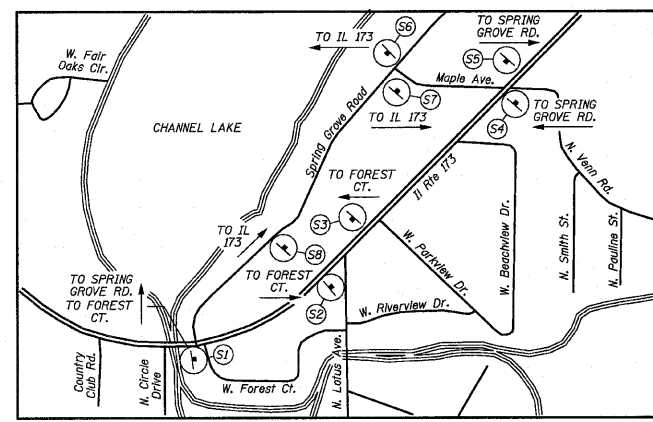 TO IL 173
S6
TO SPRING
GROVE RD.
S5
W. Fair
Oaks Cir.
Maple Ave.
S7
TO IL 173
S4
TO SPRING
GROVE RD.
CHANNEL LAKE
Spring Grove Road
N. Venn Rd.
Il Rte 173
TO FOREST
CT.
S3
TO IL
173
S8
W. Parkview Dr.
W. Beachview Dr.
N. Smith St.
N. Pauline St.
TO FOREST
CT.
S2
TO SPRING
GROVE RD.
TO FOREST
CT.
W. Riverview Dr.
S1
Country
Club Rd.
N. Circle
Drive
W. Forest Ct.
N. Lotus Ave.